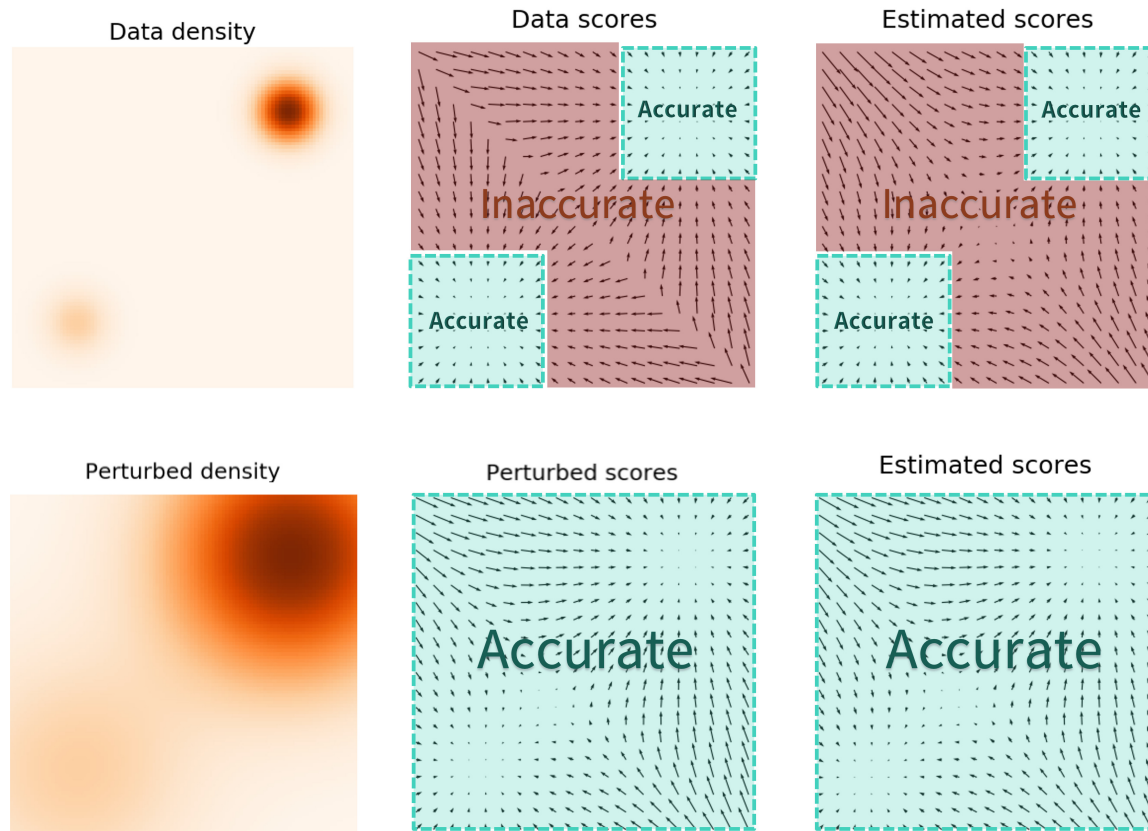 Data density
Data scores
Estimated scores
Accurate
Accurate
Inaccurate
Inaccurate
Accurate
Accurate
Perturbed density
Perturbed scores
Estimated scores
Accurate
Accurate